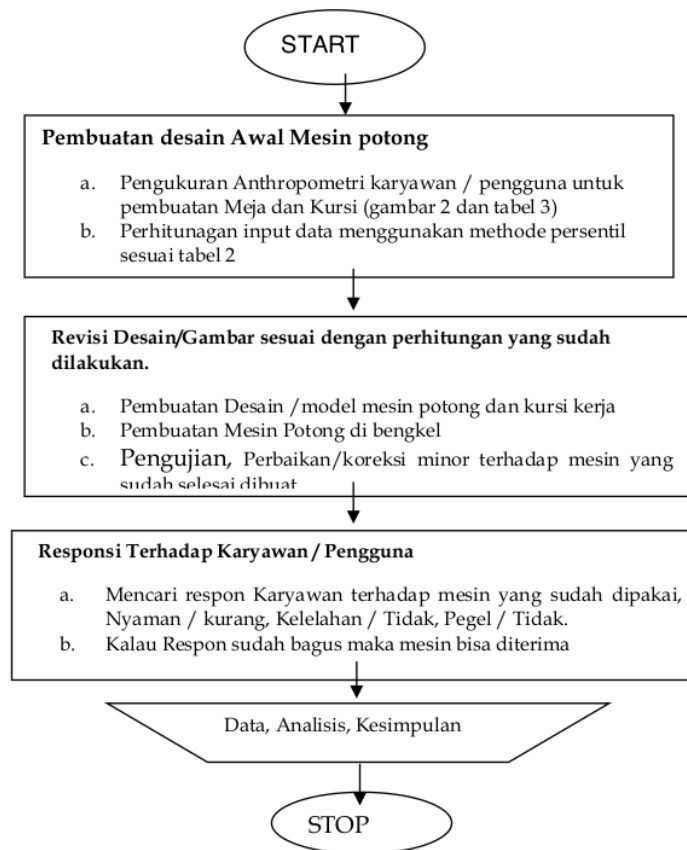 START
Pembuatan desain Awal Mesin potong
a. Pengukuran Anthropometri karyawan / pengguna untuk
pembuatan Meja dan Kursi (gambar 2 dan tabel 3)
b. Perhitunagan input data menggunakan methode persentil
sesuai tabel 2
Revisi Desain/Gambar sesuai dengan perhitungan yang sudah
dilakukan.
a. Pembuatan Desain /model mesin potong dan kursi kerja
b. Pembuatan Mesin Potong di bengkel
c. Pengujian, Perbaikan/koreksi minor terhadap mesin yang
sudah selesai dibuat
Responsi Terhadap Karyawan / Pengguna
a. Mencari respon Karyawan terhadap mesin yang sudah dipakai,
Nyaman / kurang, Kelelahan / Tidak, Pegel / Tidak.
b. Kalau Respon sudah bagus maka mesin bisa diterima
Data, Analisis, Kesimpulan
STOP